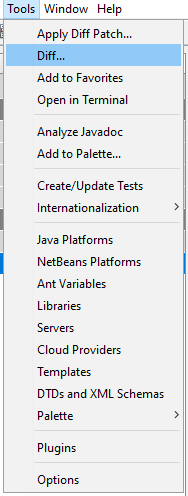 Tools Window Help
Apply Diff Patch...
Diff...
Add to Favorites
Open in Terminal
Analyze Javadoc
Add to Palette...
Create/Update Tests
Internationalization
Java Platforms
NetBeans Platforms
Ant Variables
Libraries
Servers
Cloud Providers
Templates
DTDs and XML Schemas
Palette
Plugins
Options